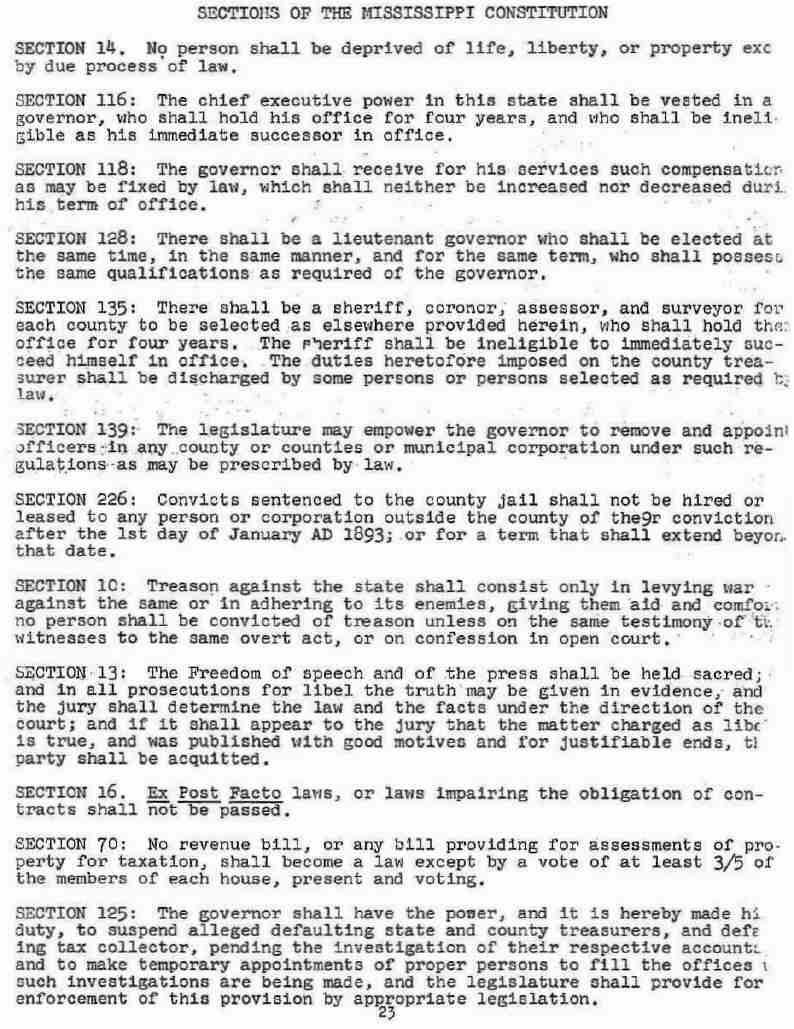 SECTIONS OF THE MISSISSIPPI CONSTITUTION
SECTION 14. No person shall be deprived of life, liberty, or property exc
by due process of law.
SECTION 116: The chief executive power in this state shall be vested in a
governor, who shall hold his office for four years, and who shall be ineli-
gible as his immediate successor in office.
SECTION 118: The governor shall receive for his services such compensation
as may be fixed by law, which shall neither be increased nor decreased duri
his term of office.
SECTION 128: There shall be a lieutenant governor who shall be elected at
the same time, in the same manner, and for the same term, who shall possess
the same qualifications as required of the governor.
SECTION 135: There shall be a sheriff, coroner, assessor, and surveyor for
each county to be selected as elsewhere provided herein, who shall hold the
office for four years. The sheriff shall be ineligible to immediately suc-
ceed himself in office. The duties heretofore imposed on the county trea-
surer shall be discharged by some persons or persons selected as required b
law.
SECTION 139: The legislature may empower the governor to remove and appoint
officers in any county or counties or municipal corporation under such re-
gulations as may be prescribed by law.
SECTION 226: Convicts sentenced to the county jail shall not be hired or
leased to any person or corporation outside the county of the9r conviction
after the 1st day of January AD 1893; or for a term that shall extend beyon
that date.
SECTION 10: Treason against the state shall consist only in levying war
against the same or in adhering to its enemies, giving them aid and comfor
no person shall be convicted of treason unless on the same testimony of
witnesses to the same overt act, or on confession in open court.
SECTION 13: The Freedom of speech and of the press shall be held sacred;
and in all prosecutions for libel the truth may be given in evidence, and
the jury shall determine the law and the facts under the direction of the
court; and if it shall appear to the jury that the matter charged as libe
is true, and was published with good motives and for justifiable ends, t
party shall be acquitted.
SECTION 16. Ex Post Facto laws, or laws impairing the obligation of con-
tracts shall not be passed.
SECTION 70: No revenue bill, or any bill providing for assessments of pro-
perty for taxation, shall become a law except by a vote of at least 3/5 of
the members of each house, present and voting.
SECTION 125: The governor shall have the power, and it is hereby made hi
duty, to suspend alleged defaulting state and county treasurers, and defa
ing tax collector, pending the investigation of their respective accounts
and to make temporary appointments of proper persons to fill the offices
such investigations are being made, and the legislature shall provide for
enforcement of this provision by appropriate legislation.
23